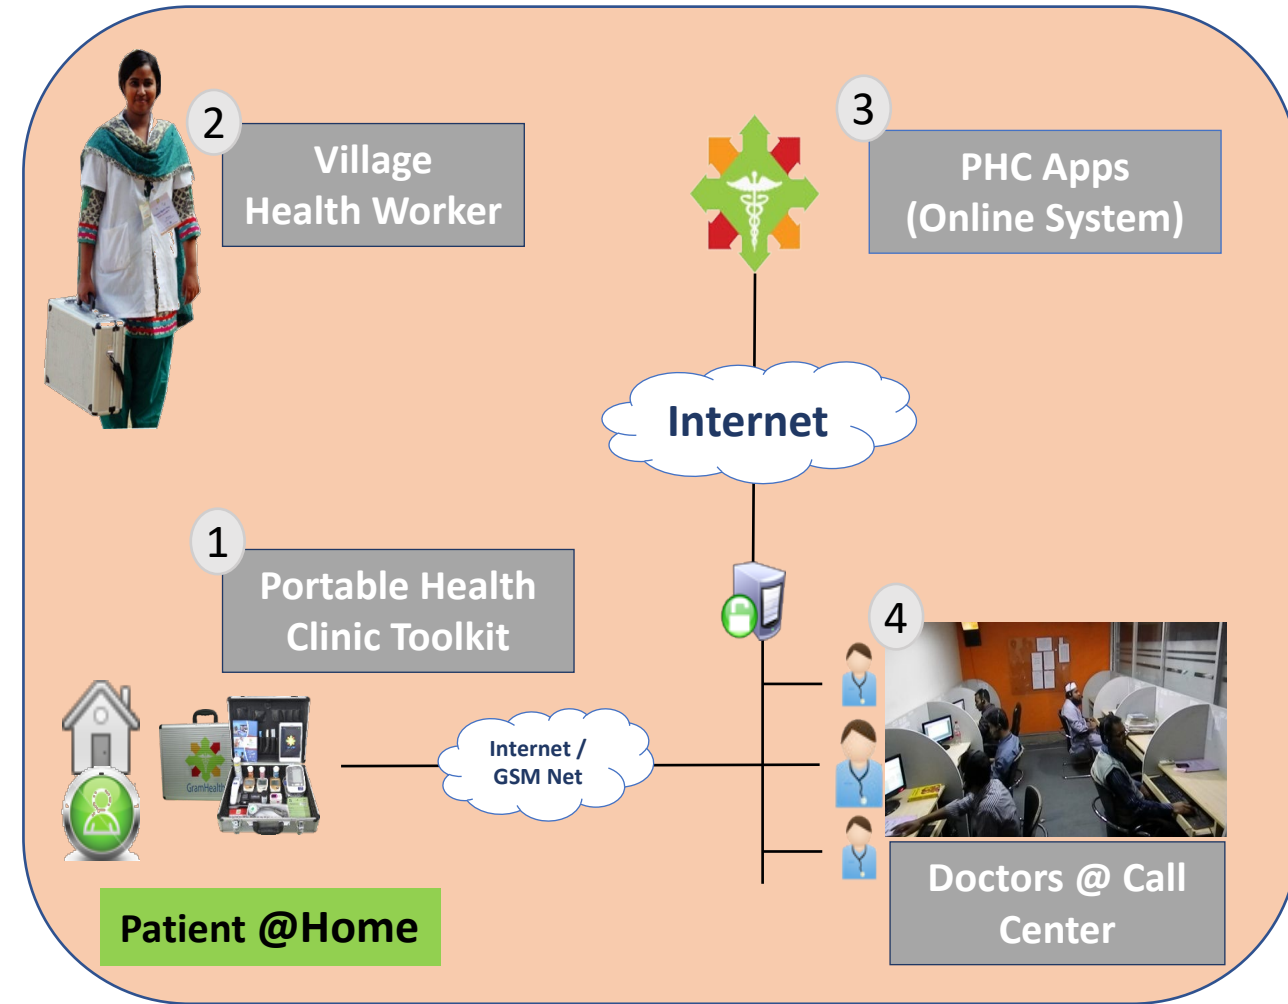 2
Village
Health Worker
3
PHC Apps
(Online System)
Internet
1
Portable Health
Clinic Toolkit
GramHealth
Internet /
GSM Net
4
Doctors @ Call
Center
Patient @Home